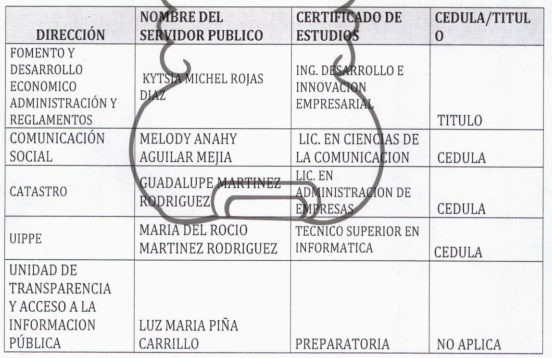 DIRECCIÓN
NOMBRE DEL
SERVIDOR PUBLICO
CERTIFICADO DE
ESTUDIOS
CEDULA/TITUL
O
FOMENTO Y
DESARROLLO
ECONOMICO
ADMINISTRACIÓN Y
REGLAMENTOS
KYTSIA MICHEL ROJAS
DIAZ
ING. DESARROLLO E
INNOVACION
EMPRESARIAL
TITULO
COMUNICACIÓN
SOCIAL
MELODY ANAHY
AGUILAR MEJIA
LIC. EN CIENCIAS DE
LA COMUNICACION
CEDULA
CATASTRO
GUADALUPE MARTINEZ
RODRIGUEZ
LIC. EN
ADMINISTRACION DE
EMPRESAS
CEDULA
UIPPE
MARIA DEL ROCIO
MARTINEZ RODRIGUEZ
TECNICO SUPERIOR EN
INFORMATICA
CEDULA
UNIDAD DE
TRANSPARENCIA
Y ACCESO A LA
INFORMACION
PÚBLICA
LUZ MARIA PIÑA
CARRILLO
PREPARATORIA
NO APLICA